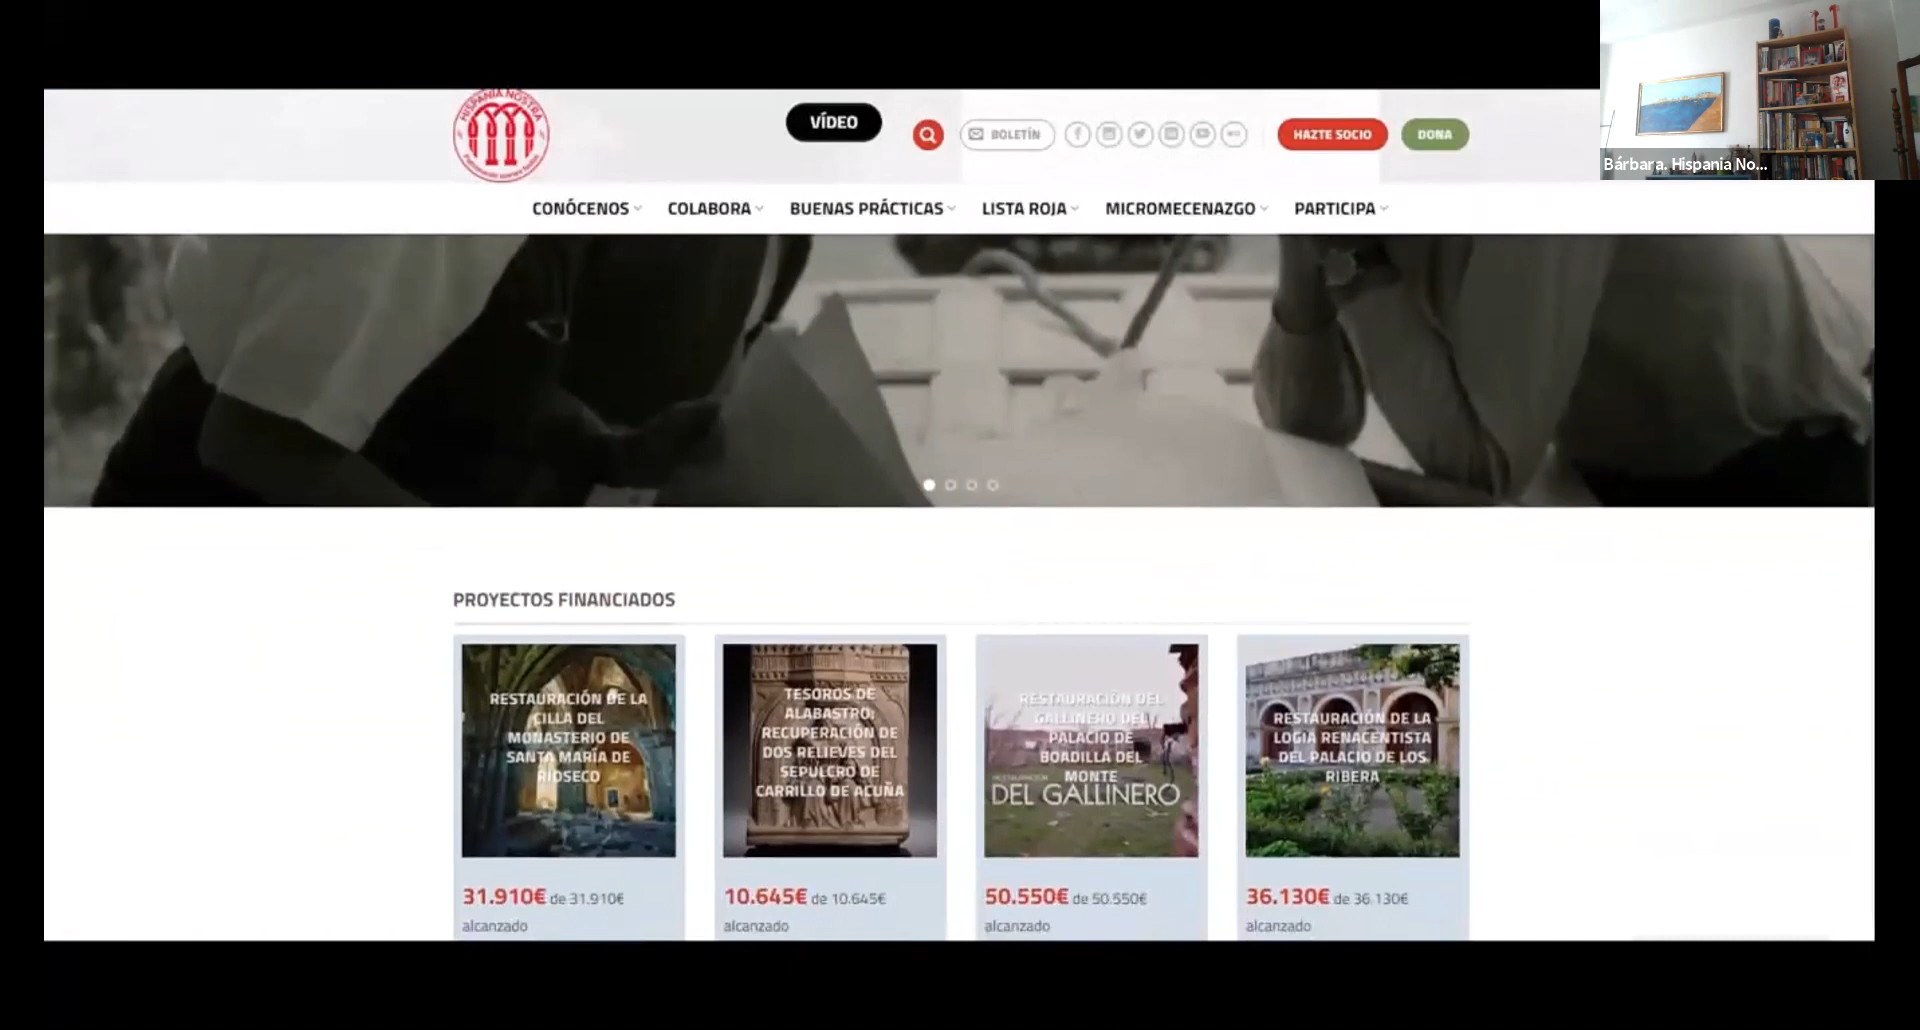 HISPANIA NOSTRA
VÍDEO
BOLETÍN
HAZTE SOCIO
DONA
Bárbara. Hispania No...
CONÓCENOS
COLABORA
BUENAS PRÁCTICAS
LISTA ROJA
MICROMECENAZGO
PARTICIPA
PROYECTOS FINANCIADOS
RESTAURACIÓN DE LA
CILLA DEL
MONASTERIO DE
SANTA MARÍA DE
RIOSECO
31.910€ de 31.910€
alcanzado
TESOROS DE
ALABASTRO:
RECUPERACIÓN DE
DOS RELIEVES DEL
SEPULCRO DE
CARRILLO DE ACUÑA
10.645€ de 10.645€
alcanzado
RESTAURACIÓN DEL
GALLINERO DEL
PALACIO DE
BOADILLA DEL
MONTE
DEL GALLINERO
50.550€ de 50.550€
alcanzado
RESTAURACIÓN DE LA
LOGIA RENACENTISTA
DEL PALACIO DE LOS
RIBERA
36.130€ de 36.130€
alcanzado